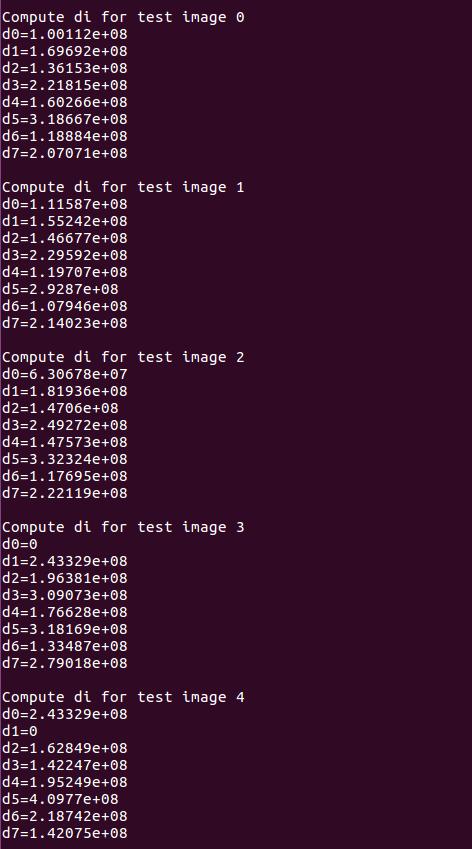 Compute di for test image 0
d0=1.00112e+08
d1=1.69692e+08
d2=1.36153e+08
d3=2.21815e+08
d4=1.60266e+08
d5=3.18667e+08
d6=1.18884e+08
d7=2.07071e+08
Compute di for test image 1
d0=1.11587e+08
d1=1.55242e+08
d2=1.46677e+08
d3=2.29592e+08
d4=1.19707e+08
d5=2.9287e+08
d6=1.07946e+08
d7=2.14023e+08
Compute di for test image 2
d0=6.30678e+07
d1=1.81936e+08
d2=1.4706e+08
d3=2.49272e+08
d4=1.47573e+08
d5=3.32324e+08
d6=1.17695e+08
d7=2.22119e+08
Compute di for test image 3
d0=0
d1=2.43329e+08
d2=1.96381e+08
d3=3.09073e+08
d4=1.76628e+08
d5=3.18169e+08
d6=1.33487e+08
d7=2.79018e+08
Compute di for test image 4
d0=2.43329e+08
d1=0
d2=1.62849e+08
d3=1.42247e+08
d4=1.95249e+08
d5=4.0977e+08
d6=2.18742e+08
d7=1.42075e+08